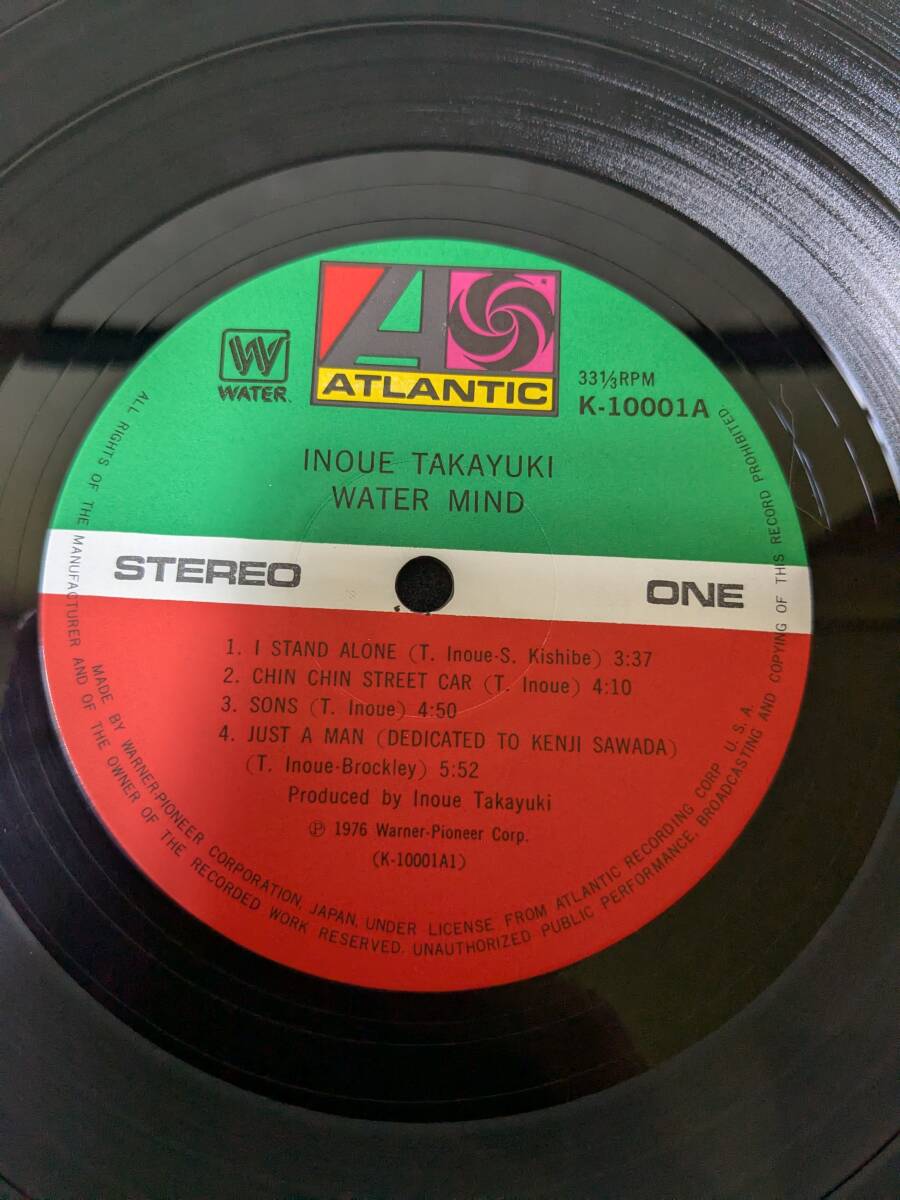 W
WATER.
A
ATLANTIC
33⅓RPM
K-10001A
INOUE TAKAYUKI
WATER MIND
STEREO
ONE
1. I STAND ALONE (T. Inoue-S. Kishibe) 3:37
2. CHIN CHIN STREET CAR (T. Inoue) 4:10
3. SONS (T. Inoue) 4:50
4. JUST A MAN (DEDICATED TO KENJI SAWADA)
(T. Inoue-Brockley) 5:52
Produced by Inoue Takayuki
Ⓟ 1976 Warner-Pioneer Corp.
(K-10001A1)
MADE BY WARNER-PIONEER CORPORATION, JAPAN, UNDER LICENSE FROM ATLANTIC RECORDING CORP. U.S.A.
ALL RIGHTS OF THE MANUFACTURER AND OF THE OWNER OF THE RECORDED WORK RESERVED. UNAUTHORIZED PUBLIC PERFORMANCE, BROADCASTING AND COPYING OF THIS RECORD PROHIBITED.